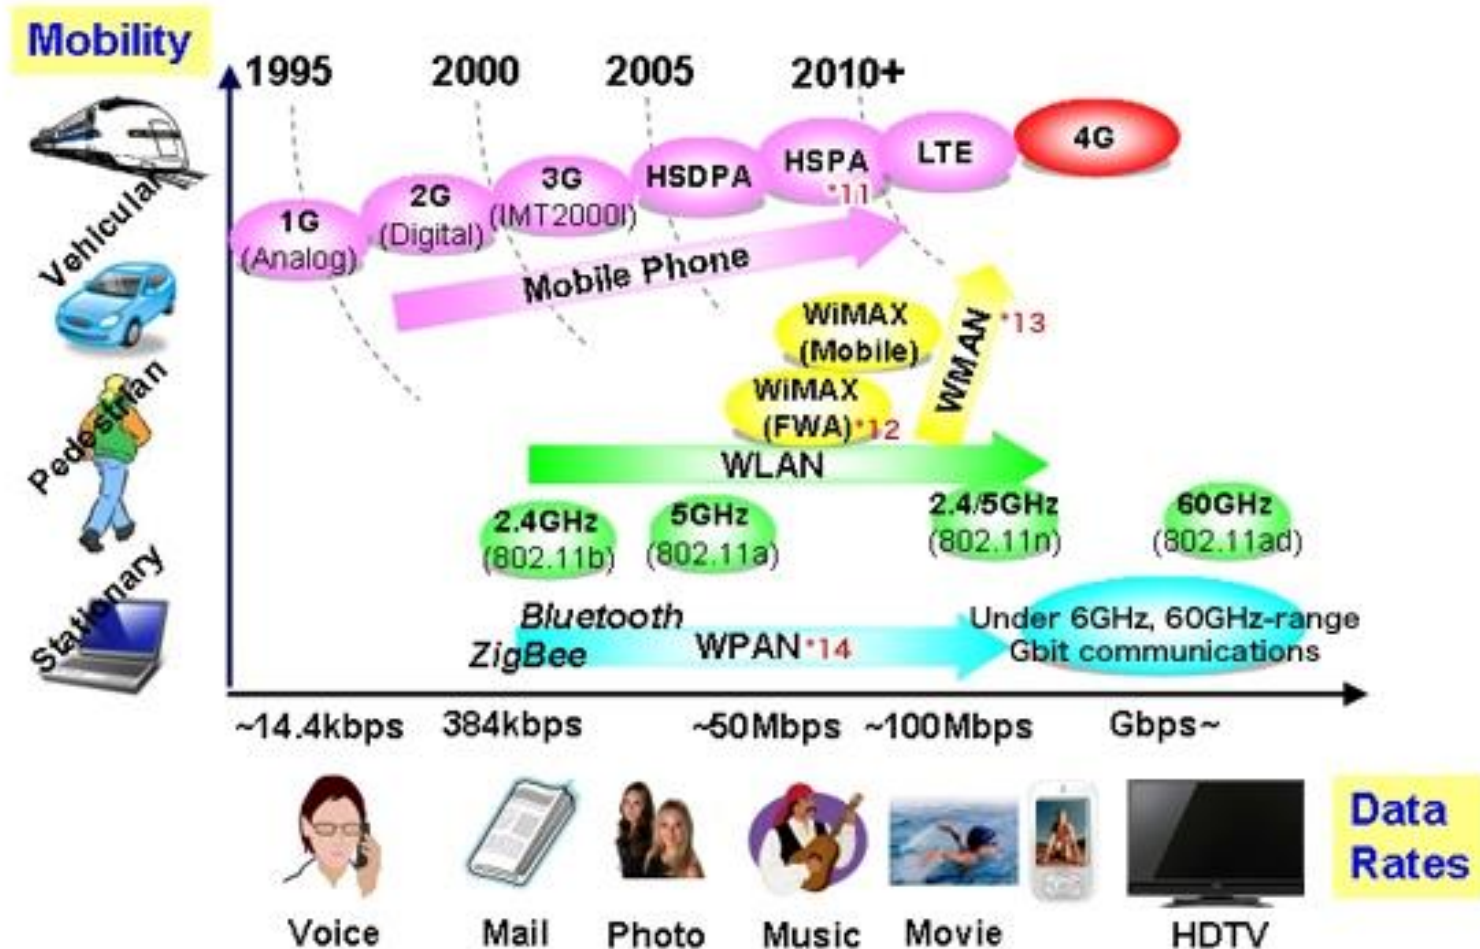 Mobility
1995
2000
2005
2010+
4G
LTE
HSPA
*11
HSDPA
3G
(IMT2000I)
2G
(Digital)
1G
(Analog)
Vehicular
Mobile Phone
WiMAX
(Mobile)
WMAN
*13
WiMAX
(FWA)*12
Pedestrian
WLAN
2.4GHz
(802.11b)
5GHz
(802.11a)
2.4/5GHz
(802.11n)
60GHz
(802.11ad)
Stationary
Bluetooth
ZigBee
WPAN*14
Under 6GHz, 60GHz-range
Gbit communications
~14.4kbps
384kbps
~50Mbps
~100Mbps
Gbps~
Data
Rates
Voice
Mail
Photo
Music
Movie
HDTV